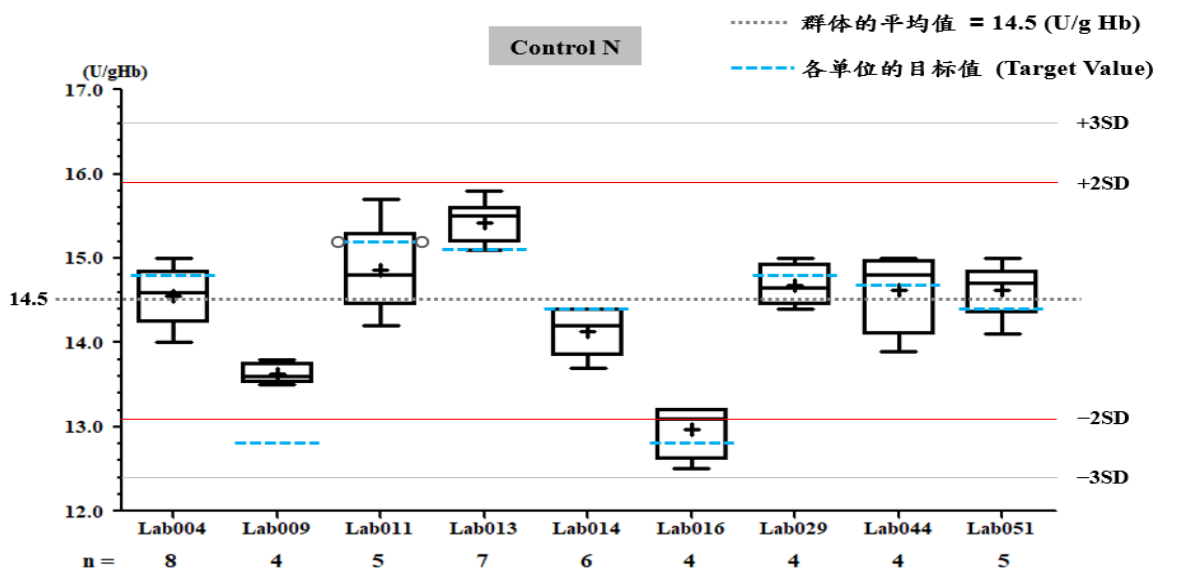 群体的平均值 = 14.5 (U/g Hb)
Control N
各单位的目标值 (Target Value)
(U/gHb)
17.0
+3SD
16.0
+2SD
15.0
14.5
14.0
13.0
−2SD
−3SD
12.0
Lab004 Lab009 Lab011 Lab013 Lab014 Lab016 Lab029 Lab044 Lab051
n = 8 4 5 7 6 4 4 4 5